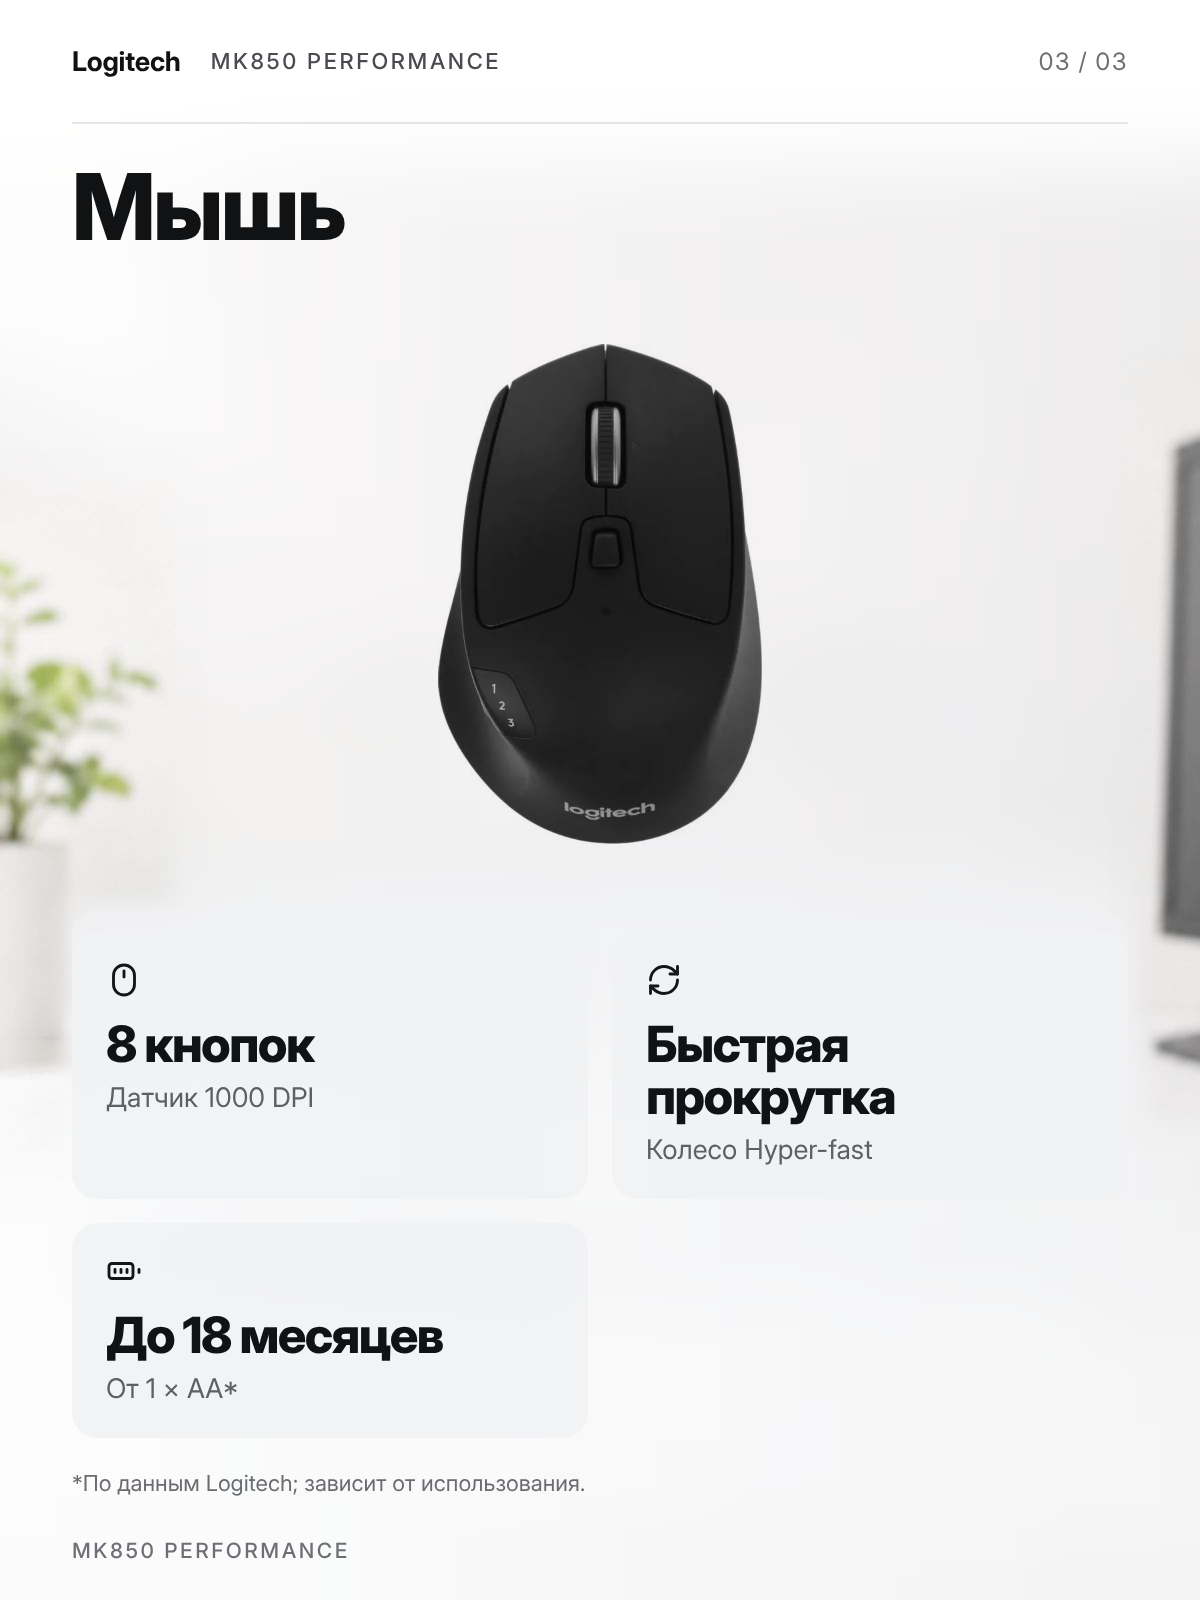 Logitech MK850 PERFORMANCE 03 / 03
Мышь
1
2
3
logitech
8 кнопок
Датчик 1000 DPI
Быстрая
прокрутка
Колесо Hyper-fast
До 18 месяцев
От 1 × AA*
*По данным Logitech; зависит от использования.
MK850 PERFORMANCE